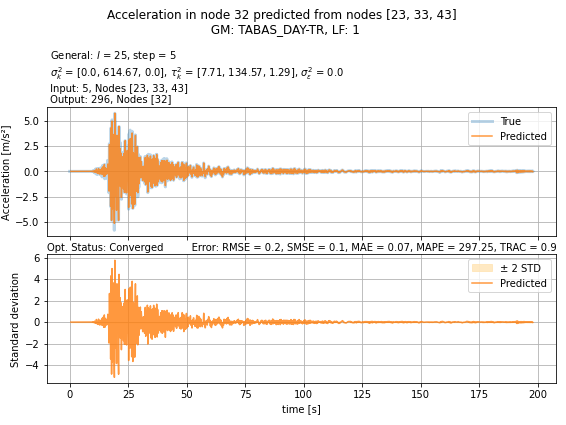 Acceleration in node 32 predicted from nodes [23, 33, 43]
GM: TABAS_DAY-TR, LF: 1
General: l = 25, step = 5
σ²ₖ = [0.0, 614.67, 0.0], τ²ₖ = [7.71, 134.57, 1.29], σ²ε = 0.0
Input: 5, Nodes [23, 33, 43]
Output: 296, Nodes [32]
Acceleration [m/s²]
5.0
2.5
0.0
−2.5
−5.0
True
Predicted
Opt. Status: Converged Error: RMSE = 0.2, SMSE = 0.1, MAE = 0.07, MAPE = 297.25, TRAC = 0.9
Standard deviation
6
4
2
0
−2
−4
± 2 STD
Predicted
0 25 50 75 100 125 150 175 200
time [s]